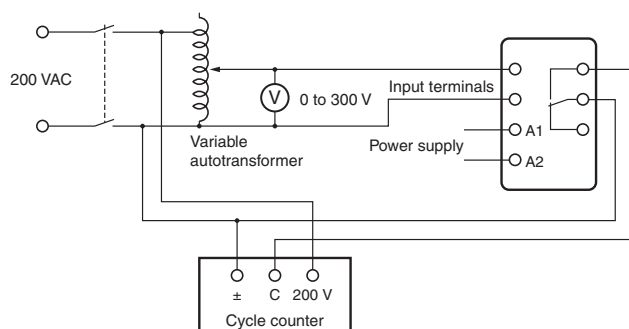 200 VAC
V
0 to 300 V
Input terminals
Variable
autotransformer
Power supply
A1
A2
± C 200 V
Cycle counter